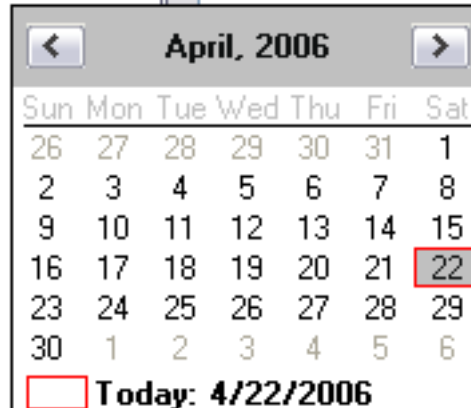 April, 2006
Sun Mon Tue Wed Thu Fri Sat
26 27 28 29 30 31 1
2 3 4 5 6 7 8
9 10 11 12 13 14 15
16 17 18 19 20 21 22
23 24 25 26 27 28 29
30 1 2 3 4 5 6
Today: 4/22/2006